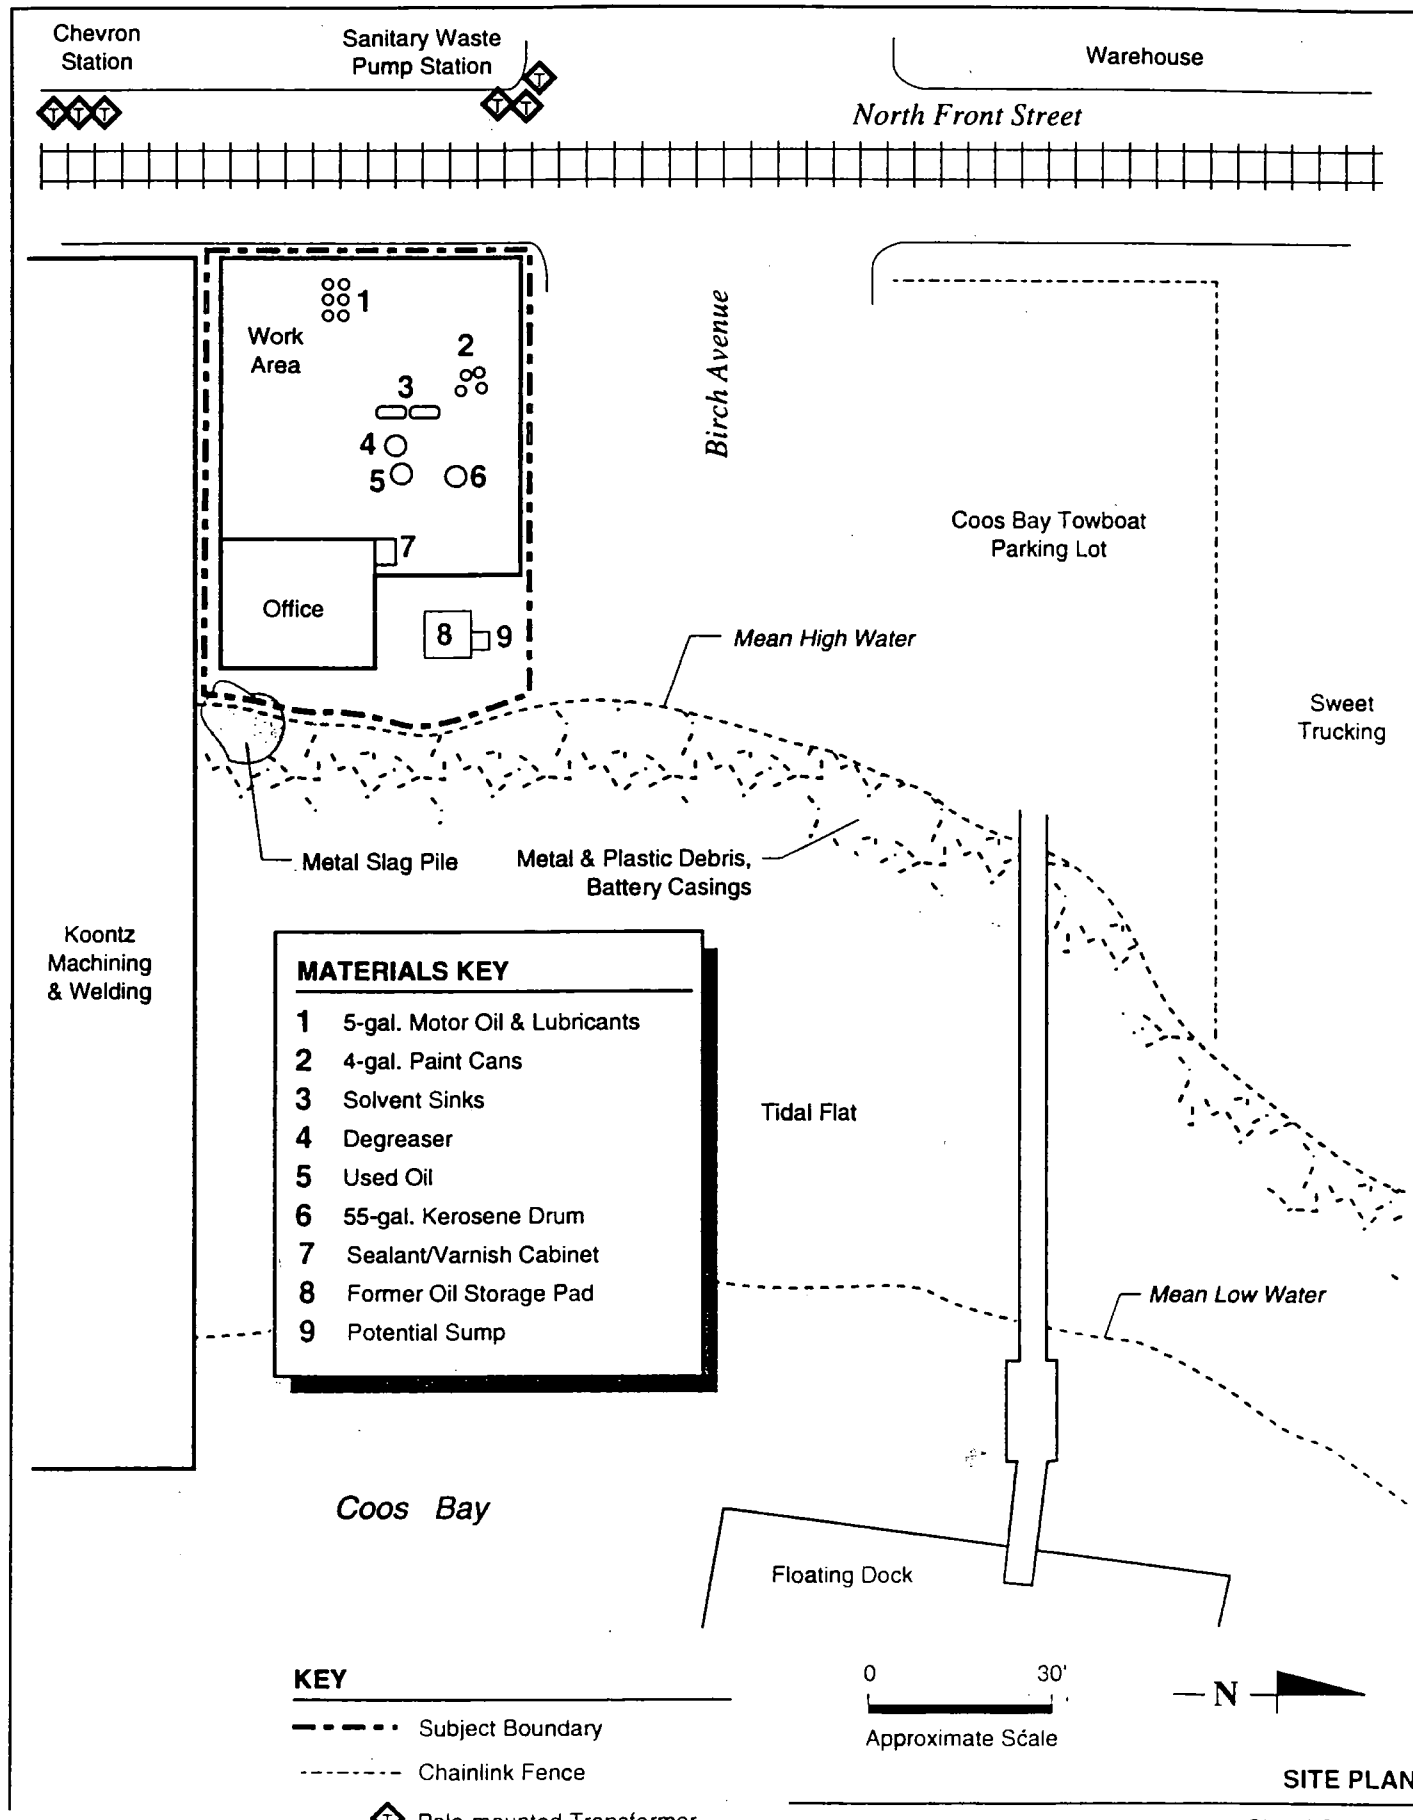 Chevron
Station
Sanitary Waste
Pump Station
Warehouse
T
T T T
T T
North Front Street
1
Work
Area
2
3
4
5
6
7
Birch Avenue
Coos Bay Towboat
Parking Lot
Office
8
9
Mean High Water
Sweet
Trucking
Metal Slag Pile
Metal & Plastic Debris,
Battery Casings
Koontz
Machining
& Welding
MATERIALS KEY
1 5-gal. Motor Oil & Lubricants
2 4-gal. Paint Cans
3 Solvent Sinks
4 Degreaser
5 Used Oil
6 55-gal. Kerosene Drum
7 Sealant/Varnish Cabinet
8 Former Oil Storage Pad
9 Potential Sump
Tidal Flat
Mean Low Water
Coos Bay
Floating Dock
KEY
Subject Boundary
Chainlink Fence
T Pole-mounted Transformer
0 30'
Approximate Scale
N
SITE PLAN